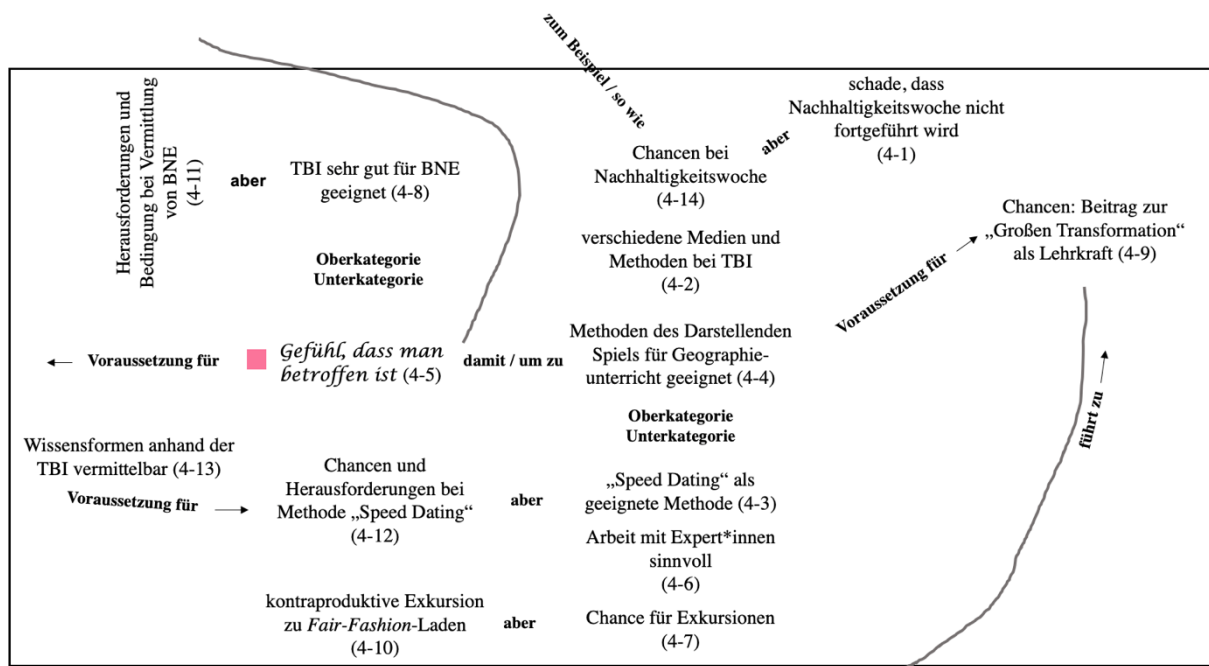 zum Beispiel / so wie
Herausforderungen und
Bedingung bei Vermittlung
von BNE
(4-11)
aber
TBI sehr gut für BNE
geeignet (4-8)
Chancen bei
Nachhaltigkeitswoche
(4-14)
aber
schade, dass
Nachhaltigkeitswoche nicht
fortgeführt wird
(4-1)
Oberkategorie
Unterkategorie
verschiedene Medien und
Methoden bei TBI
(4-2)
Voraussetzung für
Chancen: Beitrag zur
„Großen Transformation“
als Lehrkraft (4-9)
Voraussetzung für
Gefühl, dass man
betroffen ist (4-5)
damit / um zu
Methoden des Darstellenden
Spiels für Geographie-
unterricht geeignet (4-4)
führt zu
Oberkategorie
Unterkategorie
Wissensformen anhand der
TBI vermittelbar (4-13)
Voraussetzung für
Chancen und
Herausforderungen bei
Methode „Speed Dating“
(4-12)
aber
„Speed Dating“ als
geeignete Methode (4-3)
Arbeit mit Expert*innen
sinnvoll
(4-6)
kontraproduktive Exkursion
zu Fair-Fashion-Laden
(4-10)
aber
Chance für Exkursionen
(4-7)